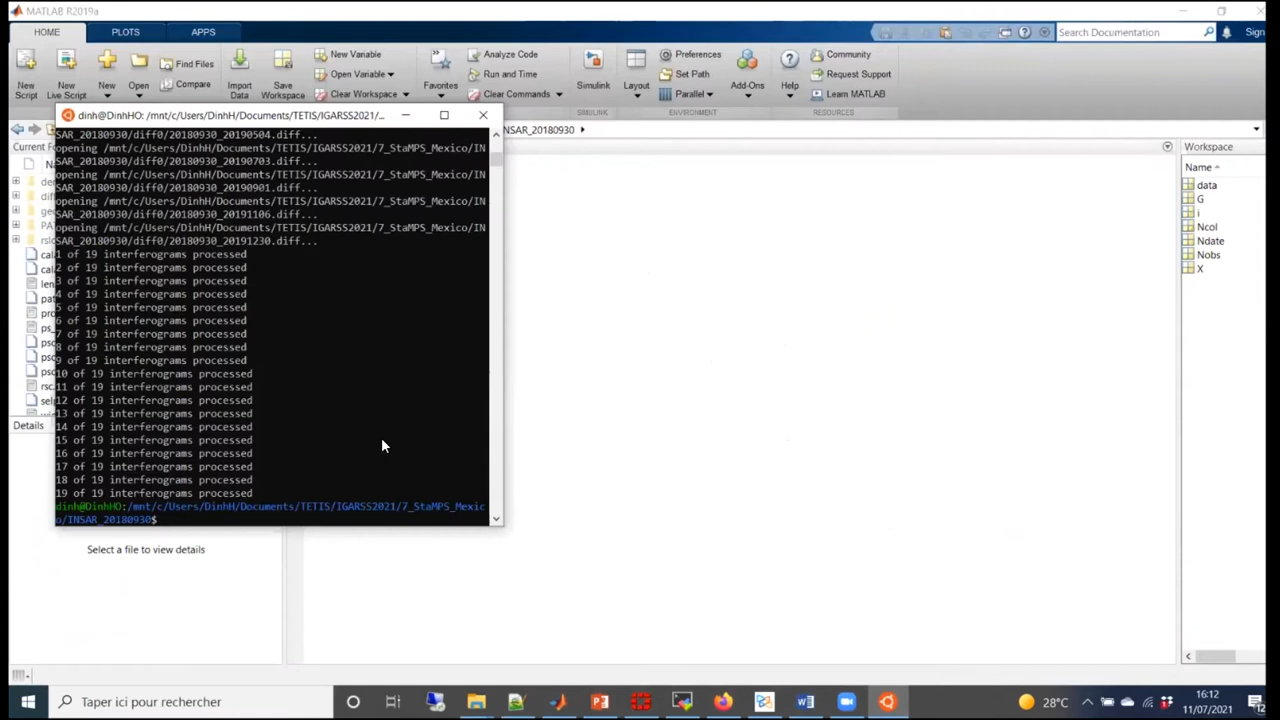 MATLAB R2019a
HOME
PLOTS
APPS
Search Documentation
Sign
New Script
New Live Script
New
Open
Find Files
Compare
Import Data
Save Workspace
New Variable
Open Variable
Clear Workspace
Favorites
Analyze Code
Run and Time
Clear Commands
Simulink
Layout
Preferences
Set Path
Parallel
Add-Ons
Help
Community
Request Support
Learn MATLAB
SIMULINK
ENVIRONMENT
RESOURCES
dinh@DinhHO: /mnt/c/Users/DinhH/Documents/TETIS/IGARSS2021/...
NSAR_20180930
Current Fo
Workspace
Name
data
G
i
Ncol
Ndate
Nobs
X
SAR_20180930/diff0/20180930_20190504.diff...
opening /mnt/c/Users/DinhH/Documents/TETIS/IGARSS2021/7_StaMPS_Mexico/IN
SAR_20180930/diff0/20180930_20190703.diff...
opening /mnt/c/Users/DinhH/Documents/TETIS/IGARSS2021/7_StaMPS_Mexico/IN
SAR_20180930/diff0/20180930_20190901.diff...
opening /mnt/c/Users/DinhH/Documents/TETIS/IGARSS2021/7_StaMPS_Mexico/IN
SAR_20180930/diff0/20180930_20191106.diff...
opening /mnt/c/Users/DinhH/Documents/TETIS/IGARSS2021/7_StaMPS_Mexico/IN
SAR_20180930/diff0/20180930_20191230.diff...
1 of 19 interferograms processed
2 of 19 interferograms processed
3 of 19 interferograms processed
4 of 19 interferograms processed
5 of 19 interferograms processed
6 of 19 interferograms processed
7 of 19 interferograms processed
8 of 19 interferograms processed
9 of 19 interferograms processed
10 of 19 interferograms processed
11 of 19 interferograms processed
12 of 19 interferograms processed
13 of 19 interferograms processed
14 of 19 interferograms processed
15 of 19 interferograms processed
16 of 19 interferograms processed
17 of 19 interferograms processed
18 of 19 interferograms processed
19 of 19 interferograms processed
dinh@DinhHO:/mnt/c/Users/DinhH/Documents/TETIS/IGARSS2021/7_StaMPS_Mexic
o/INSAR_20180930$
Details
Select a file to view details
Taper ici pour rechercher
28°C
16:12
11/07/2021